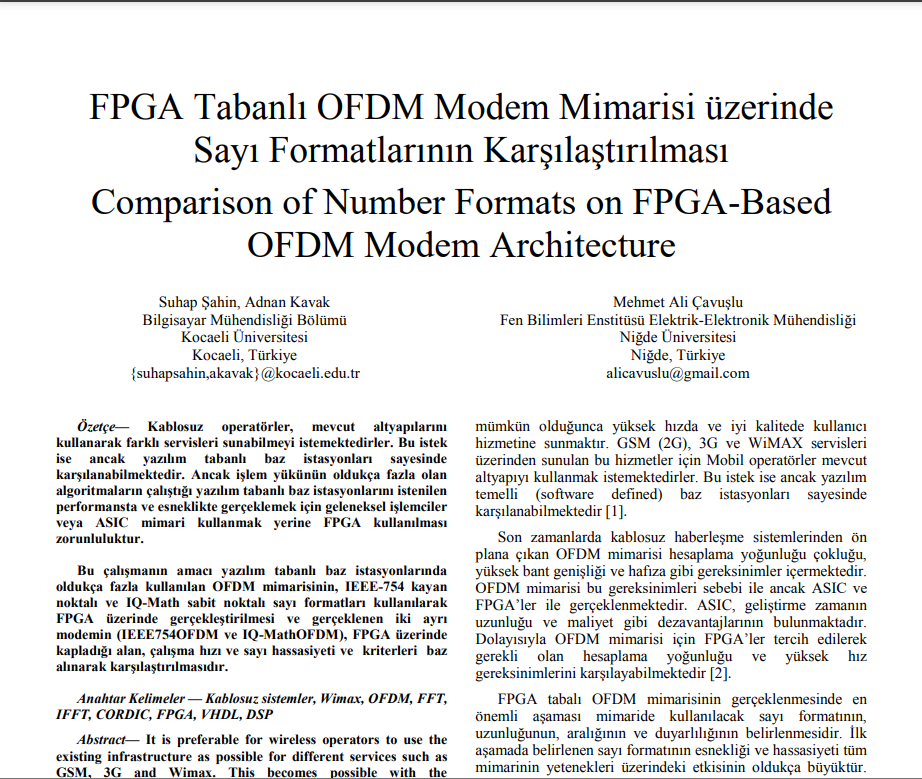 FPGA Tabanlı OFDM Modem Mimarisi üzerinde
Sayı Formatlarının Karşılaştırılması
Comparison of Number Formats on FPGA-Based
OFDM Modem Architecture
Suhap Şahin, Adnan Kavak
Bilgisayar Mühendisliği Bölümü
Kocaeli Üniversitesi
Kocaeli, Türkiye
{suhapsahin,akavak}@kocaeli.edu.tr
Mehmet Ali Çavuşlu
Fen Bilimleri Enstitüsü Elektrik-Elektronik Mühendisliği
Niğde Üniversitesi
Niğde, Türkiye
alicavuslu@gmail.com
Özetçe— Kablosuz operatörler, mevcut altyapılarını
kullanarak farklı servisleri sunabilmeyi istemektedirler. Bu istek
ise ancak yazılım tabanlı baz istasyonları sayesinde
karşılanabilmektedir. Ancak işlem yükünün oldukça fazla olan
algoritmaların çalıştığı yazılım tabanlı baz istasyonlarını istenilen
performansta ve esneklikte gerçeklemek için geleneksel işlemciler
veya ASIC mimari kullanmak yerine FPGA kullanılması
zorunluluktur.
Bu çalışmanın amacı yazılım tabanlı baz istasyonlarında
oldukça fazla kullanılan OFDM mimarisinin, IEEE-754 kayan
noktalı ve IQ-Math sabit noktalı sayı formatları kullanılarak
FPGA üzerinde gerçekleştirilmesi ve gerçeklenen iki ayrı
modemin (IEEE754OFDM ve IQ-MathOFDM), FPGA üzerinde
kapladığı alan, çalışma hızı ve sayı hassasiyeti ve kriterleri baz
alınarak karşılaştırılmasıdır.
Anahtar Kelimeler — Kablosuz sistemler, Wimax, OFDM, FFT,
IFFT, CORDIC, FPGA, VHDL, DSP
Abstract— It is preferable for wireless operators to use the
existing infrastructure as possible for different services such as
GSM, 3G and Wimax. This becomes possible with the
mümkün olduğunca yüksek hızda ve iyi kalitede kullanıcı
hizmetine sunmaktır. GSM (2G), 3G ve WiMAX servisleri
üzerinden sunulan bu hizmetler için Mobil operatörler mevcut
altyapıyı kullanmak istemektedirler. Bu istek ise ancak yazılım
temelli (software defined) baz istasyonları sayesinde
karşılanabilmektedir [1].
Son zamanlarda kablosuz haberleşme sistemlerinden ön
plana çıkan OFDM mimarisi hesaplama yoğunluğu çokluğu,
yüksek bant genişliği ve hafıza gibi gereksinimler içermektedir.
OFDM mimarisi bu gereksinimleri sebebi ile ancak ASIC ve
FPGA'ler ile gerçeklenmektedir. ASIC, geliştirme zamanın
uzunluğu ve maliyet gibi dezavantajlarının bulunmaktadır.
Dolayısıyla OFDM mimarisi için FPGA'ler tercih edilerek
gerekli olan hesaplama yoğunluğu ve yüksek hız
gereksinimlerini karşılayabilmektedir [2].
FPGA tabalı OFDM mimarisinin gerçeklenmesinde en
önemli aşaması mimaride kullanılacak sayı formatının,
uzunluğunun, aralığının ve duyarlılığının belirlenmesidir. İlk
aşamada belirlenen sayı formatının esnekliği ve hassasiyeti tüm
mimarinin yetenekleri üzerindeki etkisinin oldukça büyüktür.